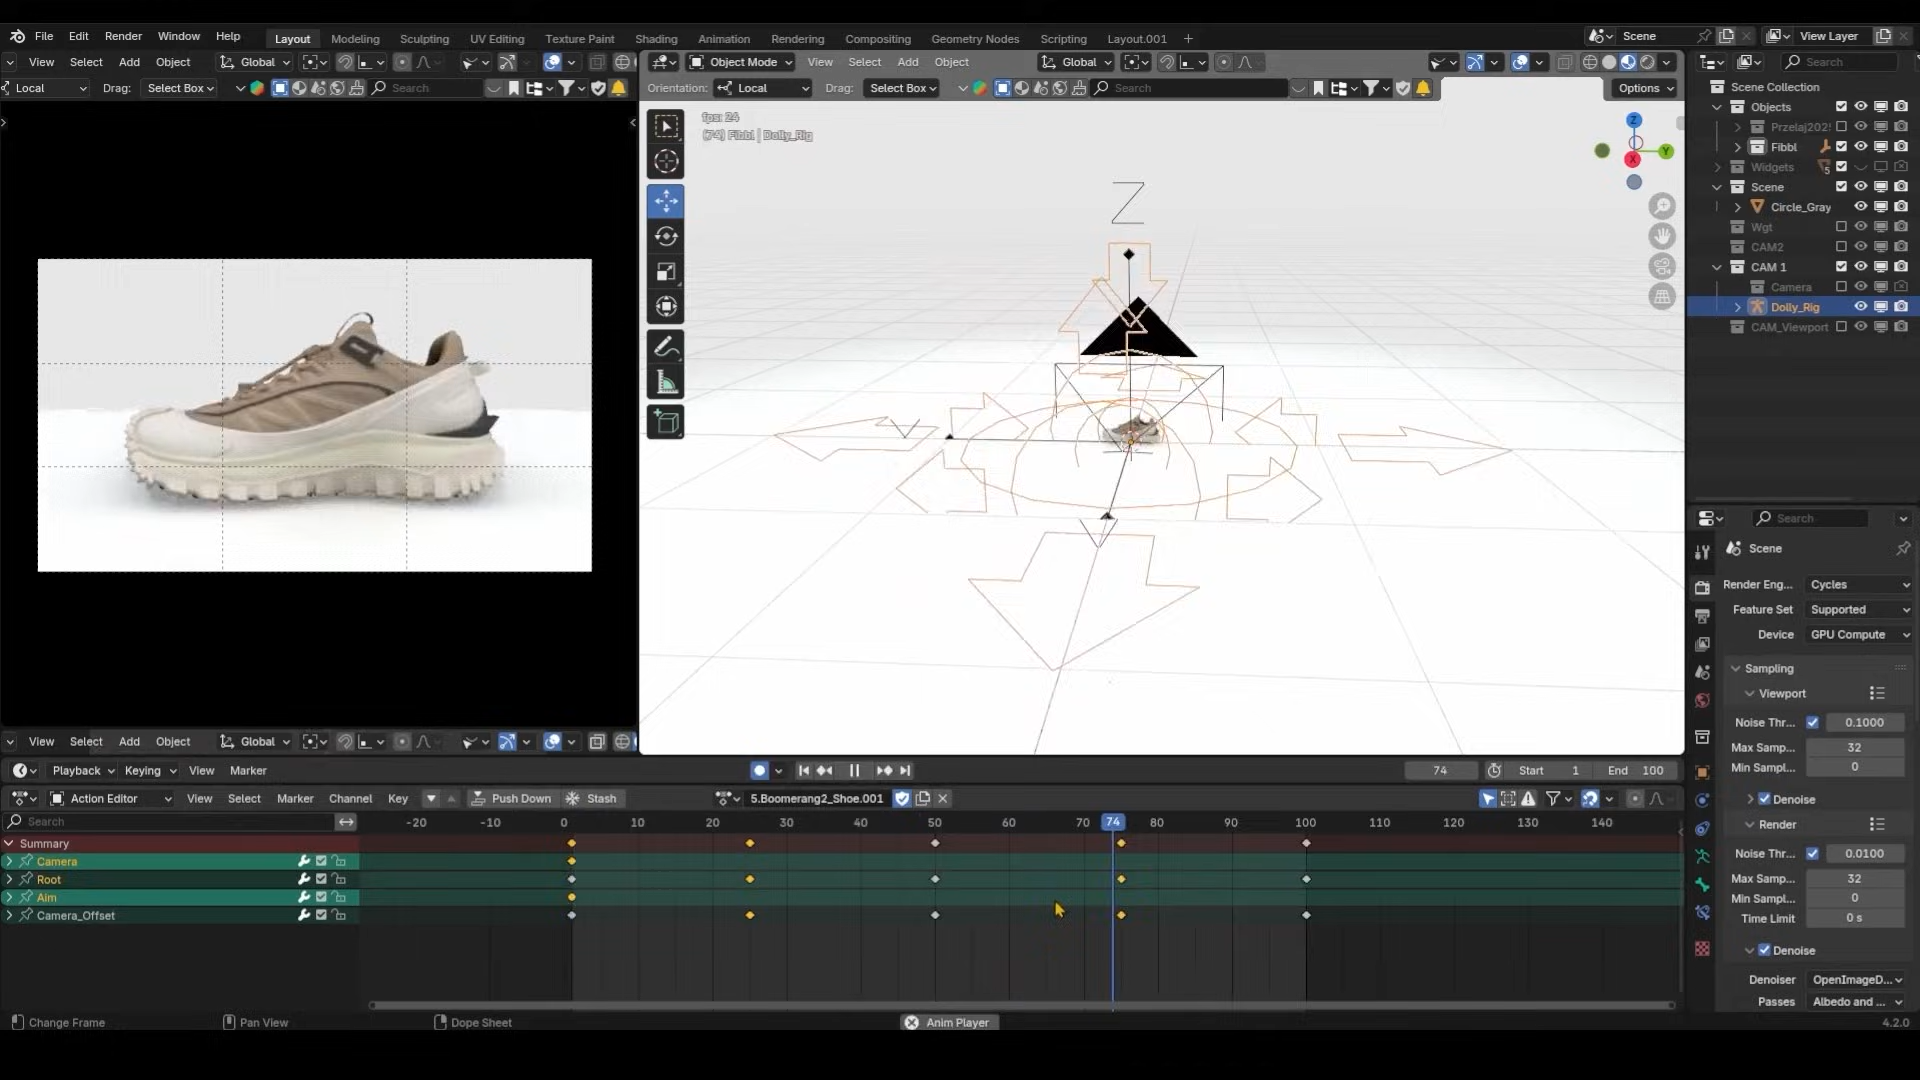 File Edit Render Window Help Layout Modeling Sculpting UV Editing Texture Paint Shading Animation Rendering Compositing Geometry Nodes Scripting Layout.001 + Scene View Layer
View Select Add Object Global Object Mode View Select Add Object Global Search
Local Drag: Select Box Search Orientation: Local Drag: Select Box Search Options Scene Collection
Objects
fps: 24
(74) Fibbl | Dolly_Rig
Fibbl
Widgets
Scene
Circle_Gray
Wgt
CAM2
CAM 1
Camera
Dolly_Rig
CAM_Viewport
Z
Y
X
Z
Search
Scene
Render Eng... Cycles
Feature Set Supported
Device GPU Compute
Sampling
Viewport
Noise Thr... 0.1000
Max Samp... 32
Min Sampl... 0
Denoise
Render
Noise Thr... 0.0100
Max Samp... 32
Min Sampl... 0
Time Limit 0 s
Denoise
Denoiser OpenImageD...
Passes Albedo and ...
View Select Add Object Global
Playback Keying View Marker 74 Start 1 End 100
Action Editor View Select Marker Channel Key Push Down Stash 5.Boomerang2_Shoe.001
Search -20 -10 0 10 20 30 40 50 60 70 74 80 90 100 110 120 130 140
Summary
Camera
Root
Aim
Camera_Offset
Change Frame Pan View Dope Sheet Anim Player 4.2.0